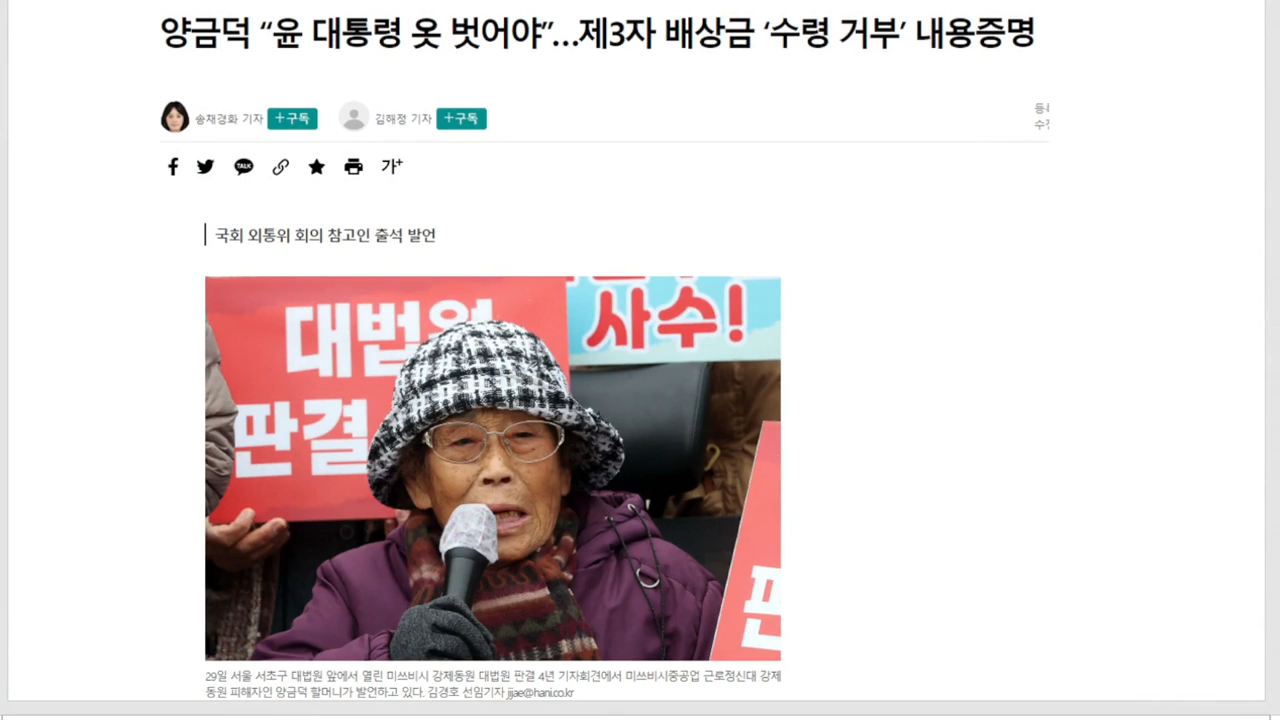 양금덕 “윤 대통령 옷 벗어야”…제3자 배상금 ‘수령 거부’ 내용증명
송재경화 기자 +구독 김해정 기자 +구독
TALK
가+
국회 외통위 회의 참고인 출석 발언
대법원
판결
사수!
29일 서울 서초구 대법원 앞에서 열린 미쓰비시 강제동원 대법원 판결 4년 기자회견에서 미쓰비시중공업 근로정신대 강제
동원 피해자인 양금덕 할머니가 발언하고 있다. 김경호 선임기자 jijae@hani.co.kr